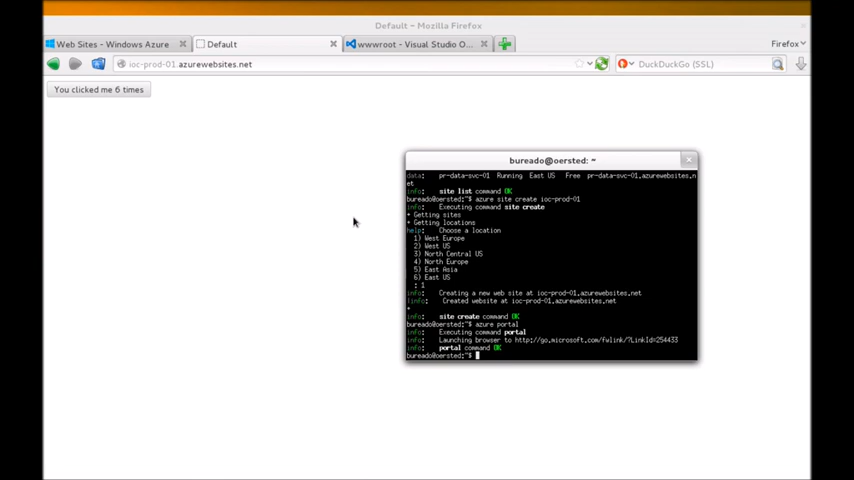 Default - Mozilla Firefox
Web Sites - Windows Azure
Default
wwwroot - Visual Studio O...
Firefox
ioc-prod-01.azurewebsites.net
DuckDuckGo (SSL)
You clicked me 6 times
bureado@oersted: ~
data: pr-data-svc-01 Running East US Free pr-data-svc-01.azurewebsites.n
et
info: site list command OK
bureado@oersted:~$ azure site create ioc-prod-01
info: Executing command site create
+ Getting sites
+ Getting locations
help: Choose a location
1) West Europe
2) West US
3) North Central US
4) North Europe
5) East Asia
6) East US
: 1
info: Creating a new web site at ioc-prod-01.azurewebsites.net
\info: Created website at ioc-prod-01.azurewebsites.net
+
info: site create command OK
bureado@oersted:~$ azure portal
info: Executing command portal
info: Launching browser to http://go.microsoft.com/fwlink/?LinkId=254433
info: portal command OK
bureado@oersted:~$